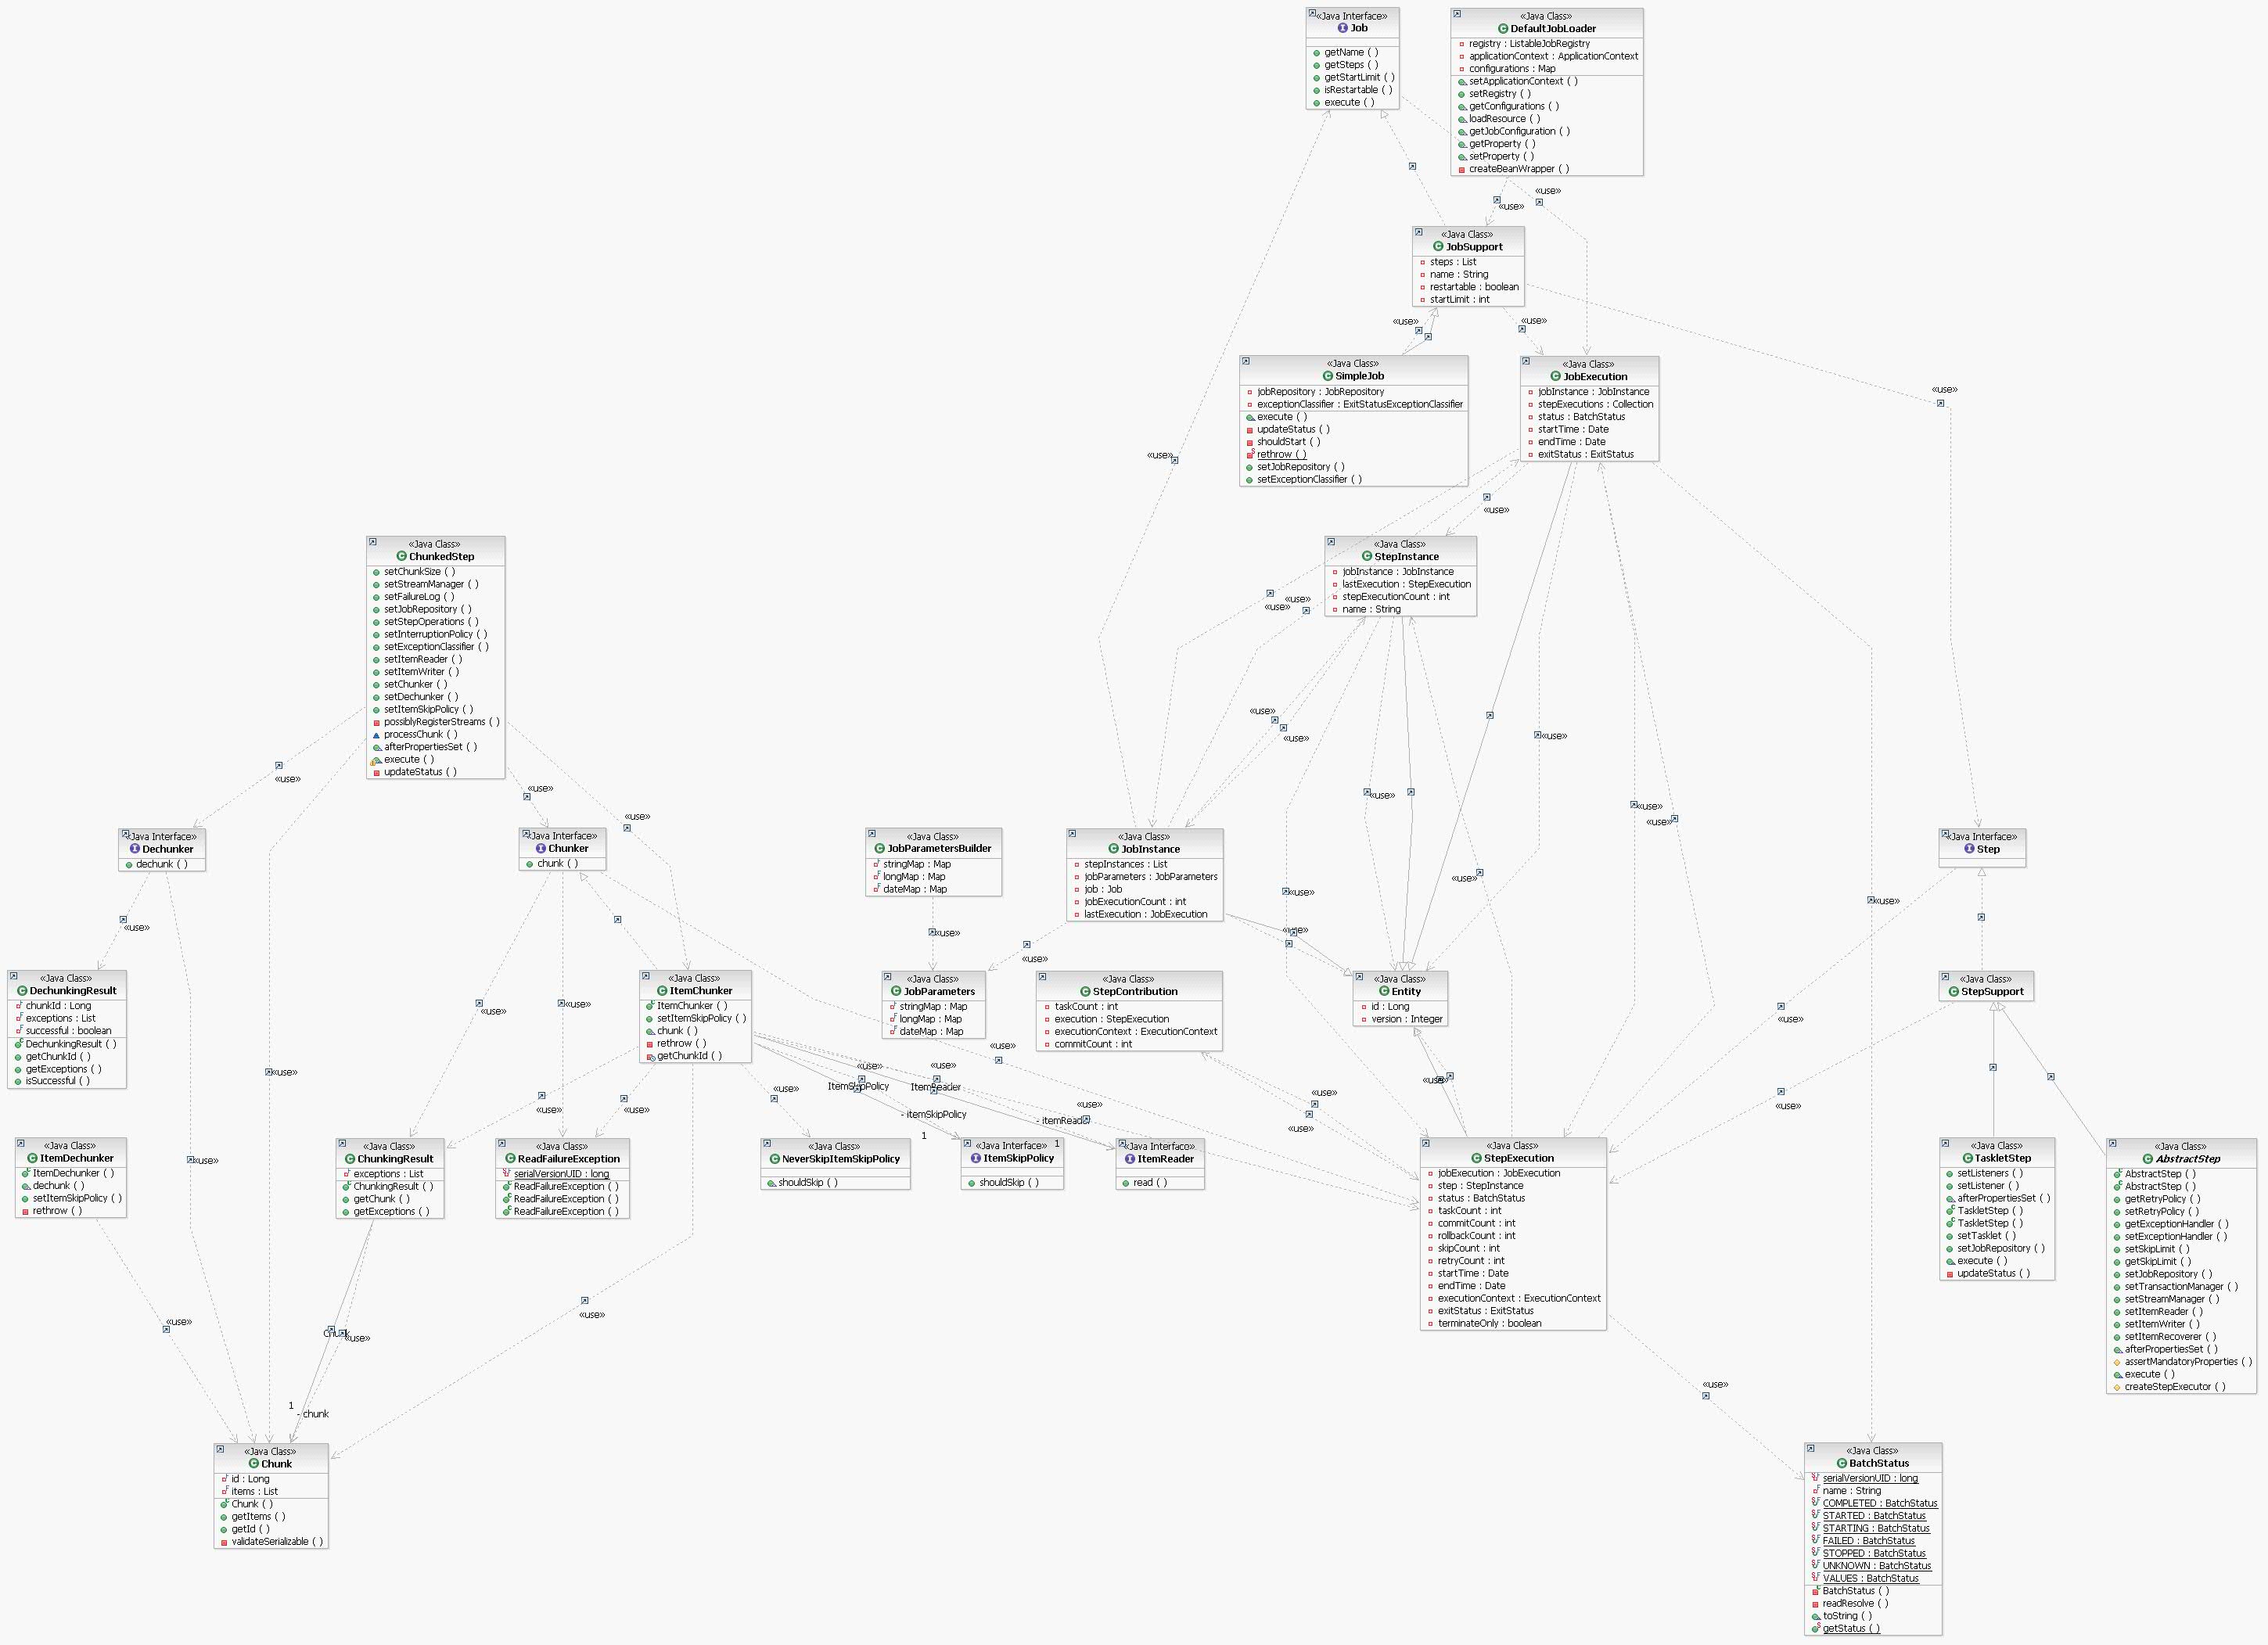 «Java Interface»
Job
getName ( )
getSteps ( )
getStartLimit ( )
isRestartable ( )
execute ( )
«Java Class»
DefaultJobLoader
registry : ListableJobRegistry
applicationContext : ApplicationContext
configurations : Map
setApplicationContext ( )
setRegistry ( )
getConfigurations ( )
loadResource ( )
getJobConfiguration ( )
getProperty ( )
setProperty ( )
createBeanWrapper ( )
«use»
«use»
«Java Class»
JobSupport
steps : List
name : String
restartable : boolean
startLimit : int
«use»
«use»
«use»
«use»
«Java Class»
SimpleJob
jobRepository : JobRepository
exceptionClassifier : ExitStatusExceptionClassifier
execute ( )
updateStatus ( )
shouldStart ( )
rethrow ( )
setJobRepository ( )
setExceptionClassifier ( )
«Java Class»
JobExecution
jobInstance : JobInstance
stepExecutions : Collection
status : BatchStatus
startTime : Date
endTime : Date
exitStatus : ExitStatus
«use»
«Java Class»
StepInstance
jobInstance : JobInstance
lastExecution : StepExecution
stepExecutionCount : int
name : String
«use»
«use»
«use»
«use»
«use»
«use»
«use»
«use»
«use»
«use»
«use»
«Java Class»
ChunkedStep
setChunkSize ( )
setStreamManager ( )
setFailureLog ( )
setJobRepository ( )
setStepOperations ( )
setInterruptionPolicy ( )
setExceptionClassifier ( )
setItemReader ( )
setItemWriter ( )
setChunker ( )
setDechunker ( )
setItemSkipPolicy ( )
possiblyRegisterStreams ( )
processChunk ( )
afterPropertiesSet ( )
execute ( )
updateStatus ( )
«use»
«use»
«use»
«use»
«Java Interface»
Dechunker
dechunk ( )
«Java Interface»
Chunker
chunk ( )
«Java Class»
JobParametersBuilder
stringMap : Map
longMap : Map
dateMap : Map
«Java Class»
JobInstance
stepInstances : List
jobParameters : JobParameters
job : Job
jobExecutionCount : int
lastExecution : JobExecution
«Java Interface»
Step
«use»
«use»
«use»
«use»
«use»
«use»
«use»
«use»
«Java Class»
DechunkingResult
chunkId : Long
exceptions : List
successful : boolean
DechunkingResult ( )
getChunkId ( )
getExceptions ( )
isSuccessful ( )
«Java Class»
ItemChunker
ItemChunker ( )
setItemSkipPolicy ( )
chunk ( )
rethrow ( )
getChunkId ( )
«Java Class»
JobParameters
stringMap : Map
longMap : Map
dateMap : Map
«Java Class»
StepContribution
taskCount : int
execution : StepExecution
executionContext : ExecutionContext
commitCount : int
«Java Class»
Entity
id : Long
version : Integer
«Java Class»
StepSupport
«use»
«use»
«use»
«use»
«use»
«use»
«use»
«use»
«use»
«use»
«use»
«use»
ItemSkipPolicy
ItemReader
- itemSkipPolicy
- itemReader
1
1
«Java Class»
ItemDechunker
ItemDechunker ( )
dechunk ( )
setItemSkipPolicy ( )
rethrow ( )
«Java Class»
ChunkingResult
exceptions : List
ChunkingResult ( )
getChunk ( )
getExceptions ( )
«Java Class»
ReadFailureException
serialVersionUID : long
ReadFailureException ( )
ReadFailureException ( )
ReadFailureException ( )
«Java Class»
NeverSkipItemSkipPolicy
shouldSkip ( )
«Java Interface»
ItemSkipPolicy
shouldSkip ( )
«Java Interface»
ItemReader
read ( )
«Java Class»
StepExecution
jobExecution : JobExecution
step : StepInstance
status : BatchStatus
taskCount : int
commitCount : int
rollbackCount : int
skipCount : int
retryCount : int
startTime : Date
endTime : Date
executionContext : ExecutionContext
exitStatus : ExitStatus
terminateOnly : boolean
«Java Class»
TaskletStep
setListeners ( )
setListener ( )
afterPropertiesSet ( )
TaskletStep ( )
TaskletStep ( )
setTasklet ( )
setJobRepository ( )
execute ( )
updateStatus ( )
«Java Class»
AbstractStep
AbstractStep ( )
AbstractStep ( )
getRetryPolicy ( )
setRetryPolicy ( )
getExceptionHandler ( )
setExceptionHandler ( )
setSkipLimit ( )
getSkipLimit ( )
setJobRepository ( )
setTransactionManager ( )
setStreamManager ( )
setItemReader ( )
setItemWriter ( )
setItemRecoverer ( )
afterPropertiesSet ( )
assertMandatoryProperties ( )
execute ( )
createStepExecutor ( )
«use»
«use»
Chunk
«use»
«use»
1
- chunk
«Java Class»
Chunk
id : Long
items : List
Chunk ( )
getItems ( )
getId ( )
validateSerializable ( )
«Java Class»
BatchStatus
serialVersionUID : long
name : String
COMPLETED : BatchStatus
STARTED : BatchStatus
STARTING : BatchStatus
FAILED : BatchStatus
STOPPED : BatchStatus
UNKNOWN : BatchStatus
VALUES : BatchStatus
BatchStatus ( )
readResolve ( )
toString ( )
getStatus ( )